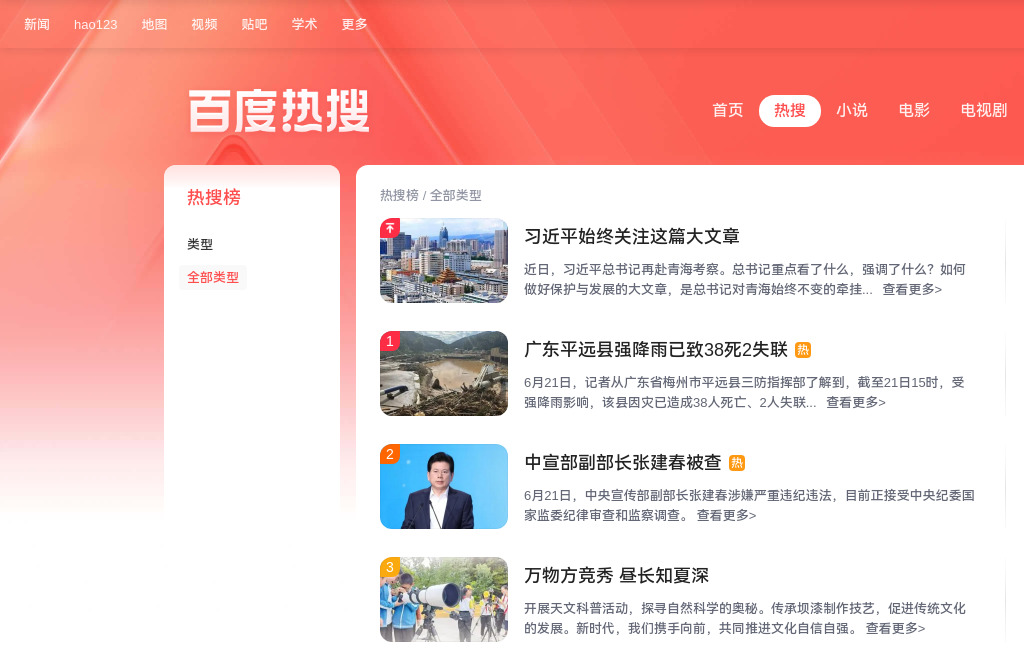 新闻 hao123 地图 视频 贴吧 学术 更多
百度热搜
首页 热搜 小说 电影 电视剧
热搜榜
类型
全部类型
热搜榜 / 全部类型
习近平始终关注这篇大文章
近日，习近平总书记再赴青海考察。总书记重点看了什么，强调了什么？如何
做好保护与发展的大文章，是总书记对青海始终不变的牵挂... 查看更多>
1
广东平远县强降雨已致38死2失联 热
6月21日，记者从广东省梅州市平远县三防指挥部了解到，截至21日15时，受
强降雨影响，该县因灾已造成38人死亡、2人失联... 查看更多>
2
中宣部副部长张建春被查 热
6月21日，中央宣传部副部长张建春涉嫌严重违纪违法，目前正接受中央纪委国
家监委纪律审查和监察调查。 查看更多>
3
万物方竞秀 昼长知夏深
开展天文科普活动，探寻自然科学的奥秘。传承坝漆制作技艺，促进传统文化
的发展。新时代，我们携手向前，共同推进文化自信自强。 查看更多>